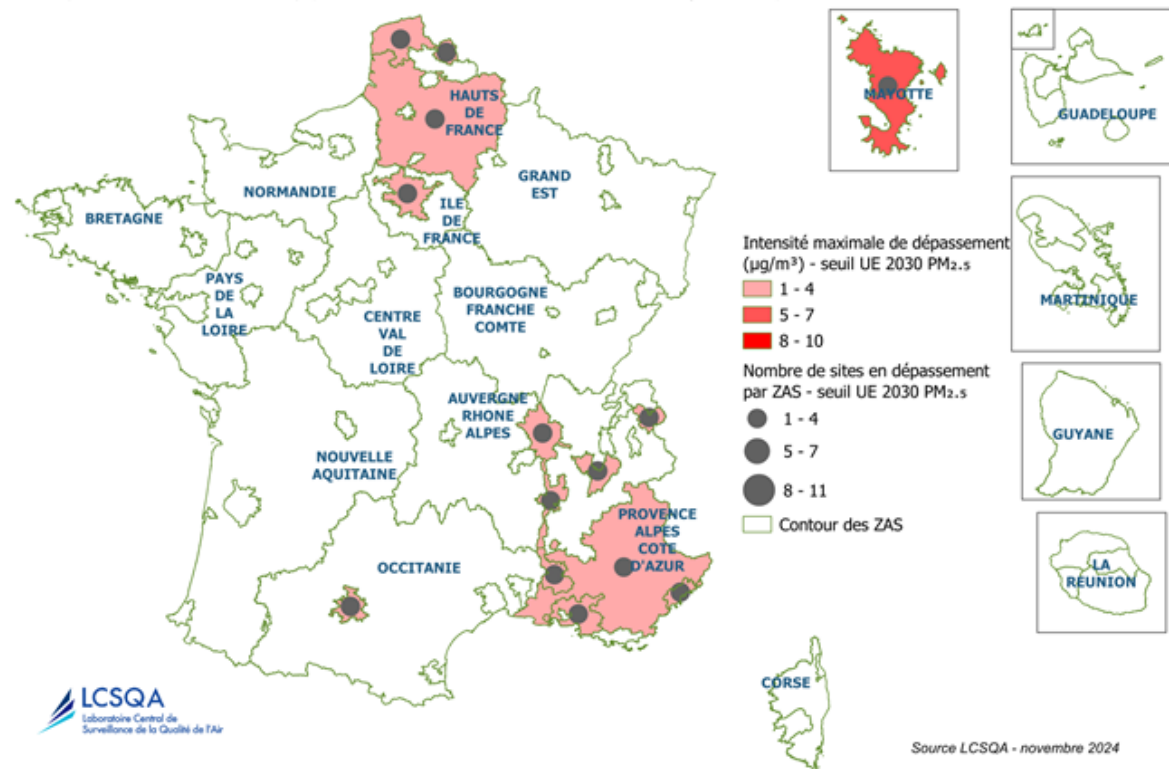 HAUTS
DE
FRANCE
NORMANDIE
GRAND
EST
BRETAGNE
ILE
DE
FRANCE
PAYS
DE
LA
LOIRE
CENTRE
VAL
DE
LOIRE
BOURGOGNE
FRANCHE
COMTE
AUVERGNE
RHONE
ALPES
NOUVELLE
AQUITAINE
PROVENCE
ALPES
COTE
D'AZUR
OCCITANIE
CORSE
MAYOTTE
GUADELOUPE
MARTINIQUE
GUYANE
LA
REUNION
Intensité maximale de dépassement
(µg/m³) - seuil UE 2030 PM₂.₅
1 - 4
5 - 7
8 - 10
Nombre de sites en dépassement
par ZAS - seuil UE 2030 PM₂.₅
1 - 4
5 - 7
8 - 11
Contour des ZAS
LCSQA
Laboratoire Central de
Surveillance de la Qualité de l'Air
Source LCSQA - novembre 2024